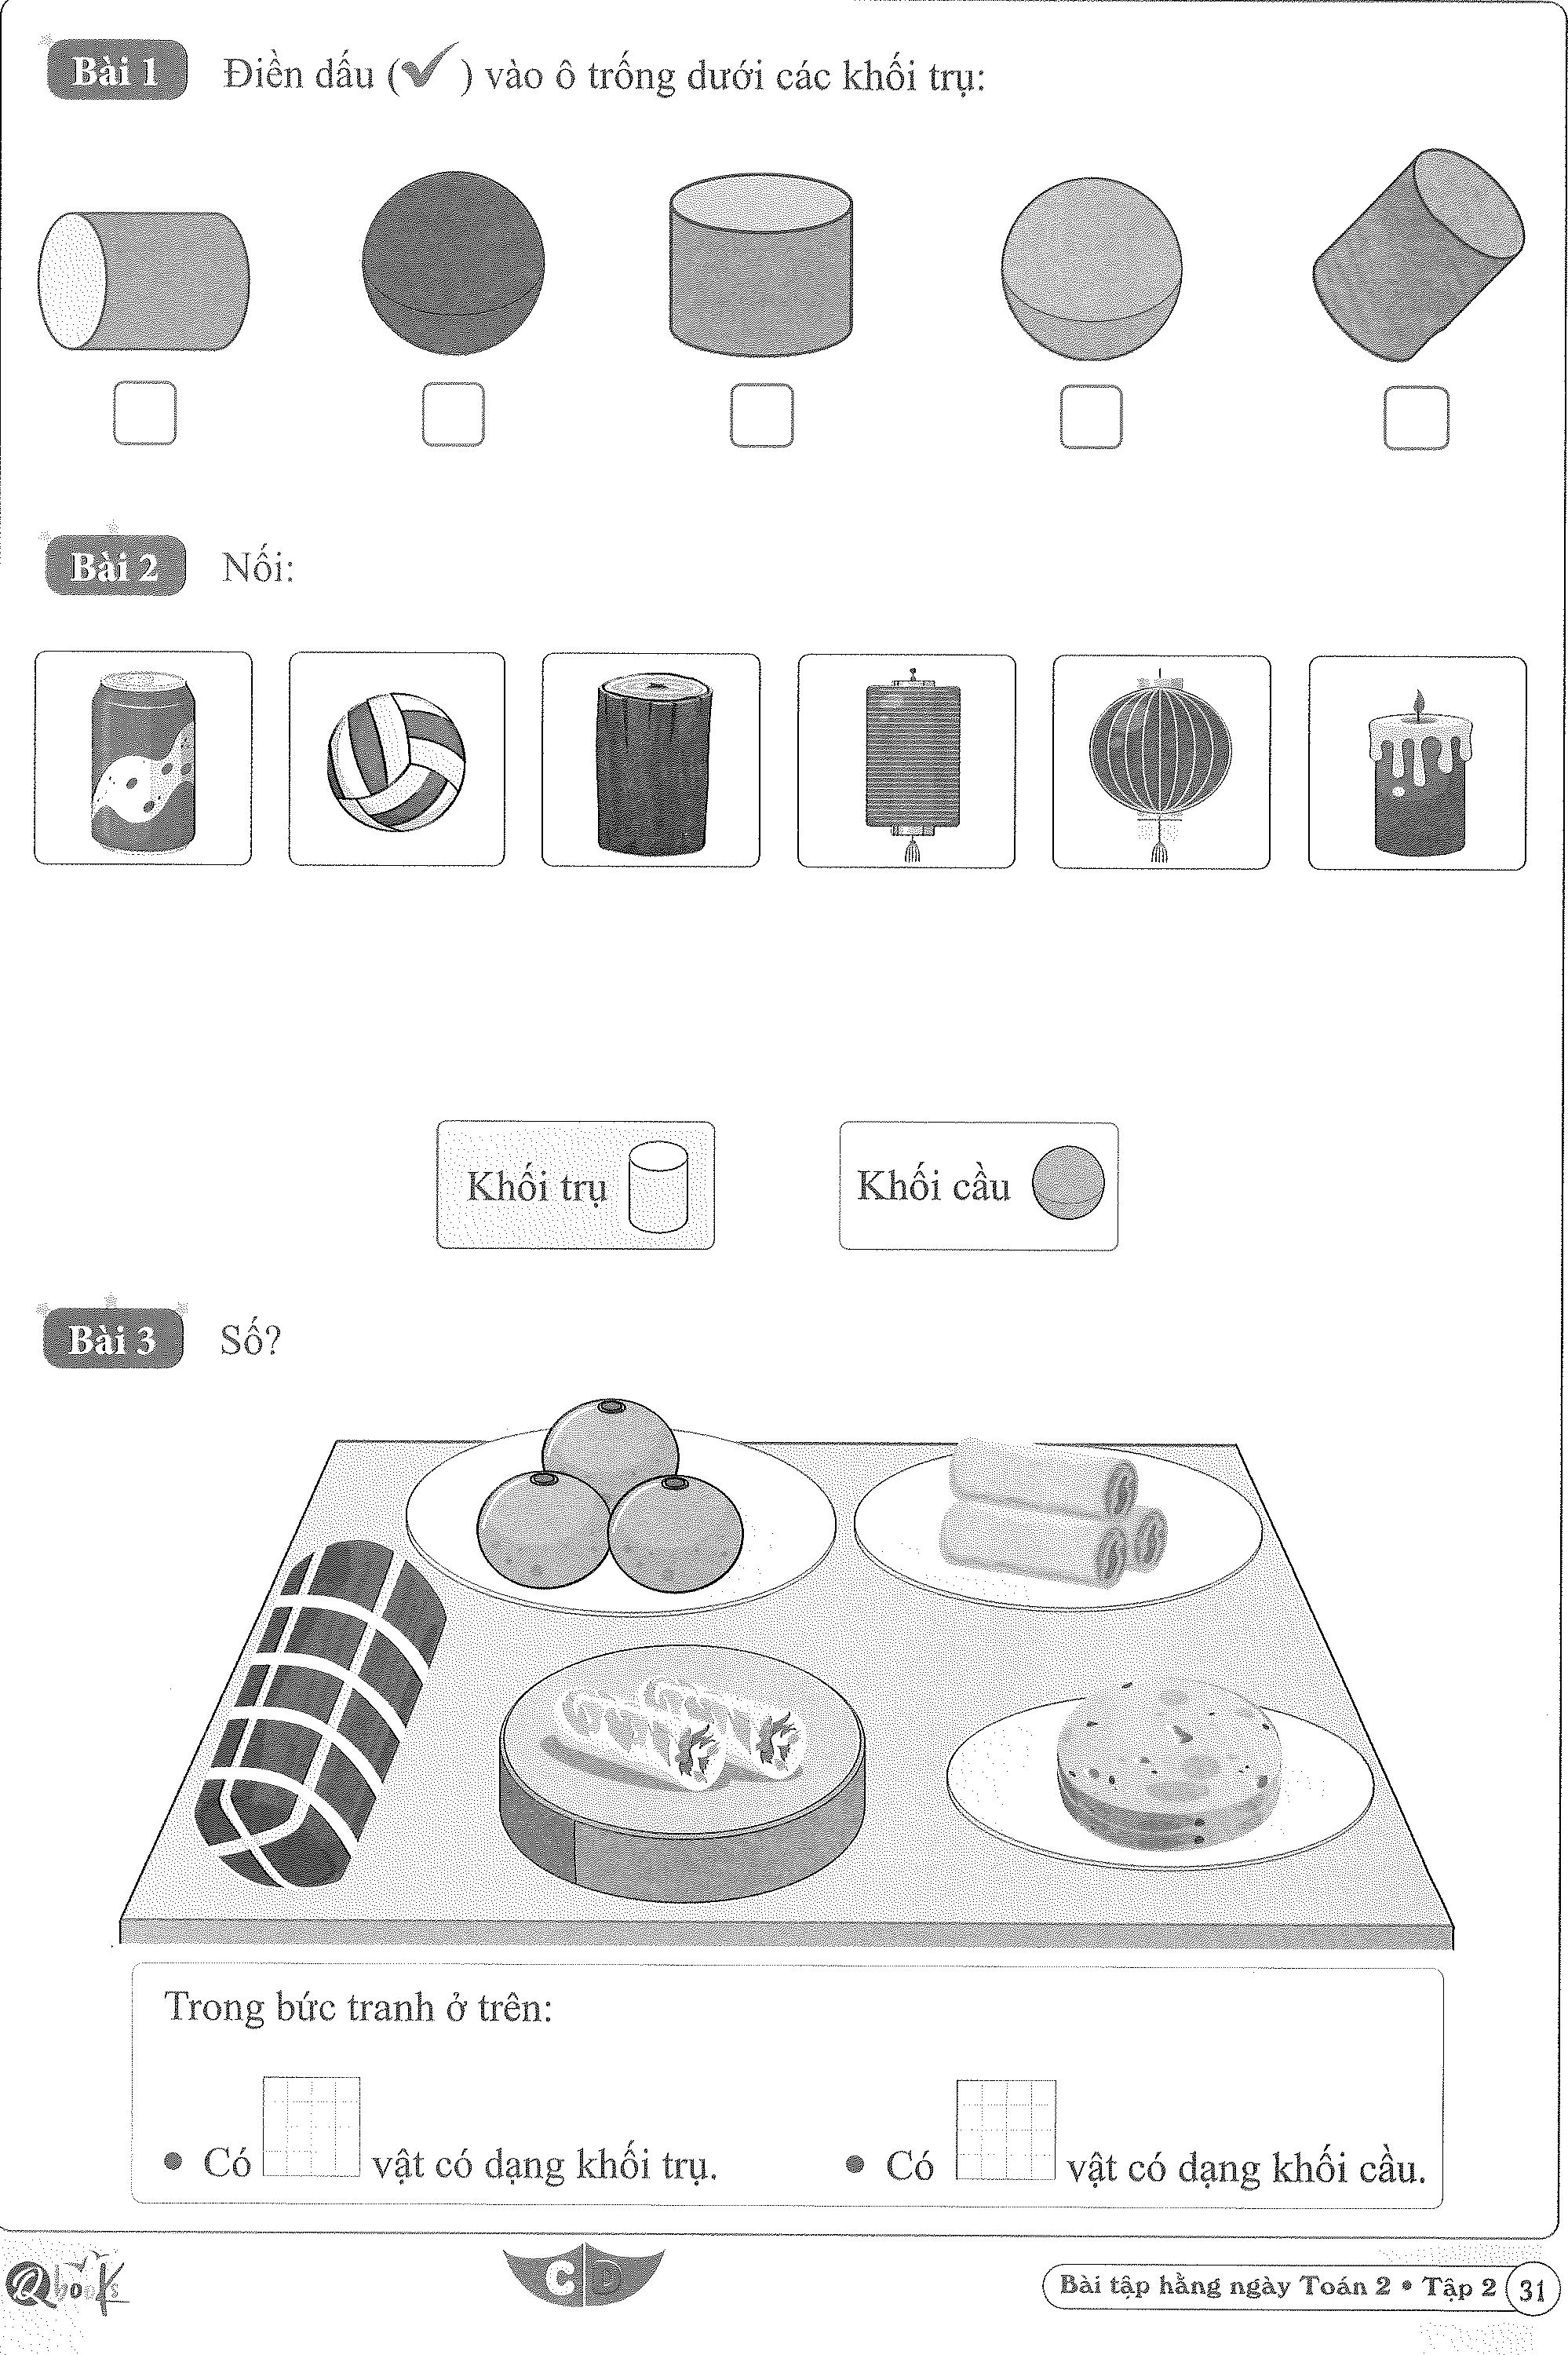 Bài 1 Điền dấu (✓) vào ô trống dưới các khối trụ:
Bài 2 Nối:
Khối trụ
Khối cầu
Bài 3 Số?
Trong bức tranh ở trên:
• Có vật có dạng khối trụ.
• Có vật có dạng khối cầu.
Qbooks
CD
Bài tập hằng ngày Toán 2 • Tập 2 31